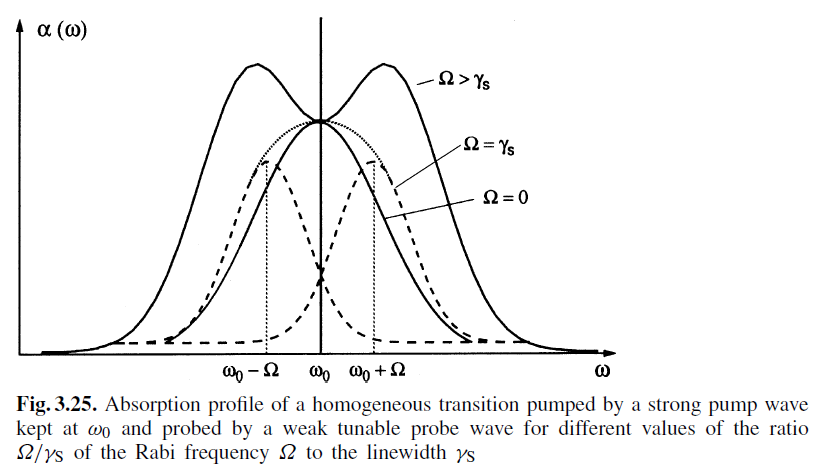 α (ω)
Ω > γs
Ω = γs
Ω = 0
ω₀ − Ω ω₀ ω₀ + Ω ω
Fig. 3.25. Absorption profile of a homogeneous transition pumped by a strong pump wave
kept at ω₀ and probed by a weak tunable probe wave for different values of the ratio
Ω/γS of the Rabi frequency Ω to the linewidth γS